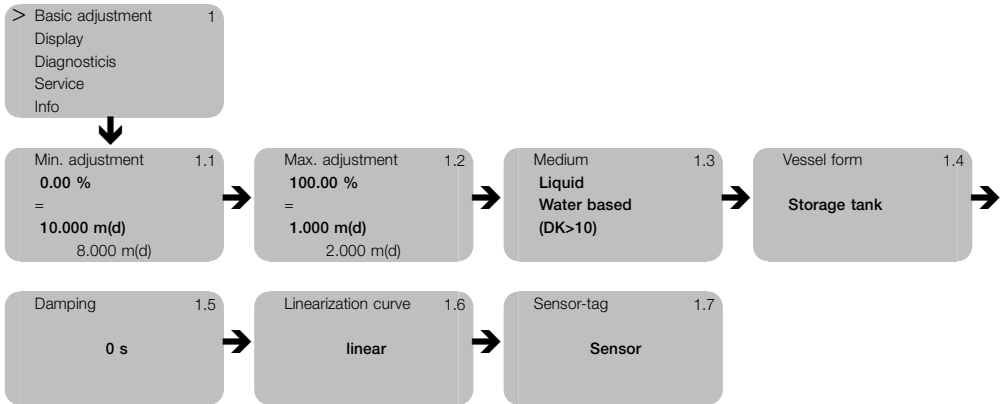 > Basic adjustment 1
Display
Diagnosticis
Service
Info
Min. adjustment 1.1
0.00 %
=
10.000 m(d)
8.000 m(d)
Max. adjustment 1.2
100.00 %
=
1.000 m(d)
2.000 m(d)
Medium 1.3
Liquid
Water based
(DK>10)
Vessel form 1.4
Storage tank
Damping 1.5
0 s
Linearization curve 1.6
linear
Sensor-tag 1.7
Sensor